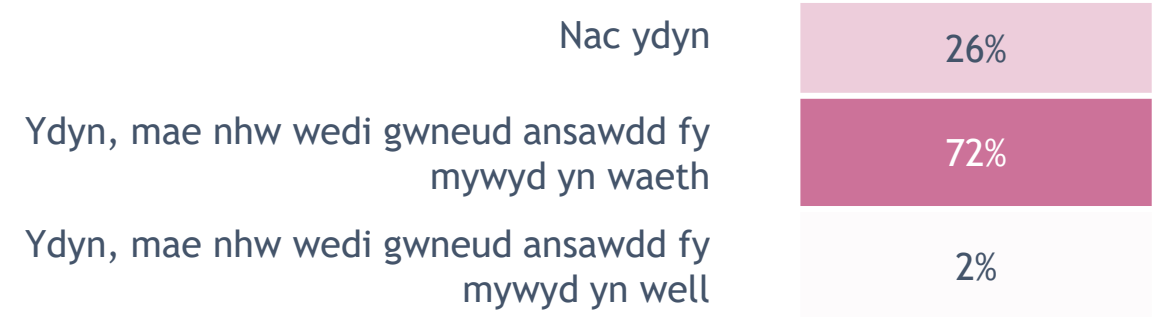 Nac ydyn 26%
Ydyn, mae nhw wedi gwneud ansawdd fy
mywyd yn waeth 72%
Ydyn, mae nhw wedi gwneud ansawdd fy
mywyd yn well 2%